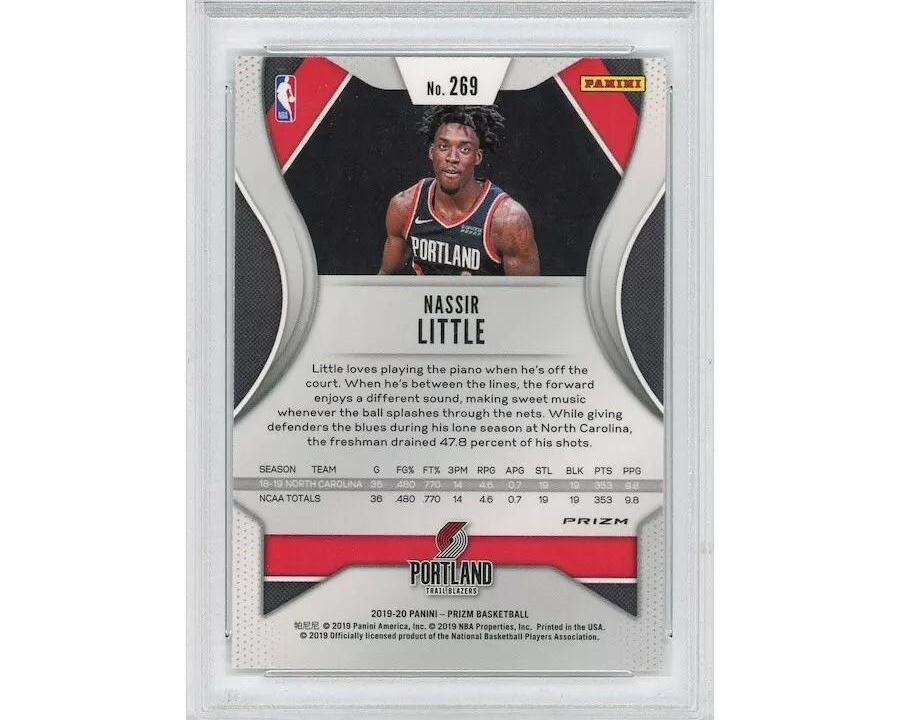 No. 269
PANINI
NBA
PORTLAND
NASSIR
LITTLE
Little loves playing the piano when he's off the
court. When he's between the lines, the forward
enjoys a different sound, making sweet music
whenever the ball splashes through the nets. While giving
defenders the blues during his lone season at North Carolina,
the freshman drained 47.8 percent of his shots.
SEASON TEAM G FG% FT% 3PM RPG APG STL BLK PTS PPG
18-19 NORTH CAROLINA 36 .480 .770 14 4.6 0.7 19 19 353 9.8
NCAA TOTALS 36 .480 .770 14 4.6 0.7 19 19 353 9.8
PRIZM
PORTLAND
TRAIL BLAZERS
2019-20 PANINI – PRIZM BASKETBALL
帕尼尼 © 2019 Panini America, Inc. © 2019 NBA Properties, Inc. Printed in the USA.
© 2019 Officially licensed product of the National Basketball Players Association.